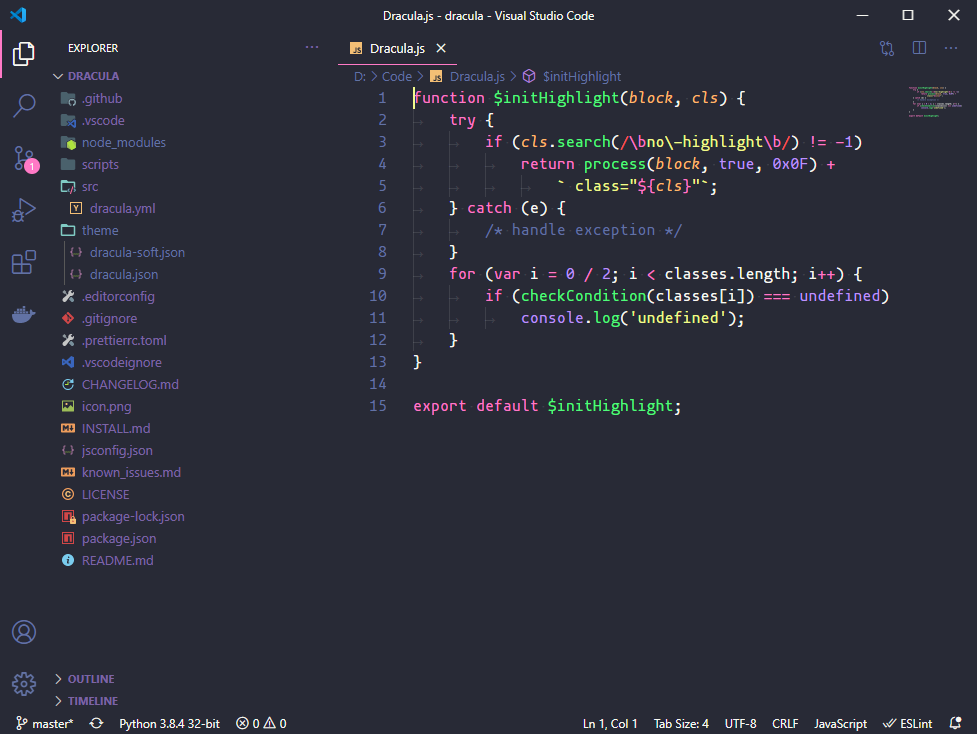 Dracula.js - dracula - Visual Studio Code
EXPLORER
DRACULA
.github
.vscode
node_modules
scripts
src
dracula.yml
theme
dracula-soft.json
dracula.json
.editorconfig
.gitignore
.prettierrc.toml
.vscodeignore
CHANGELOG.md
icon.png
INSTALL.md
jsconfig.json
known_issues.md
LICENSE
package-lock.json
package.json
README.md
OUTLINE
TIMELINE
1
JS Dracula.js
D: > Code > JS Dracula.js > $initHighlight
1 function $initHighlight(block, cls) {
2 try {
3 if (cls.search(/\bno\-highlight\b/) != -1)
4 return process(block, true, 0x0F) +
5 ` class="${cls}"`;
6 } catch (e) {
7 /* handle exception */
8 }
9 for (var i = 0 / 2; i < classes.length; i++) {
10 if (checkCondition(classes[i]) === undefined)
11 console.log('undefined');
12 }
13 }
14
15 export default $initHighlight;
master* Python 3.8.4 32-bit 0 0 Ln 1, Col 1 Tab Size: 4 UTF-8 CRLF JavaScript ESLint